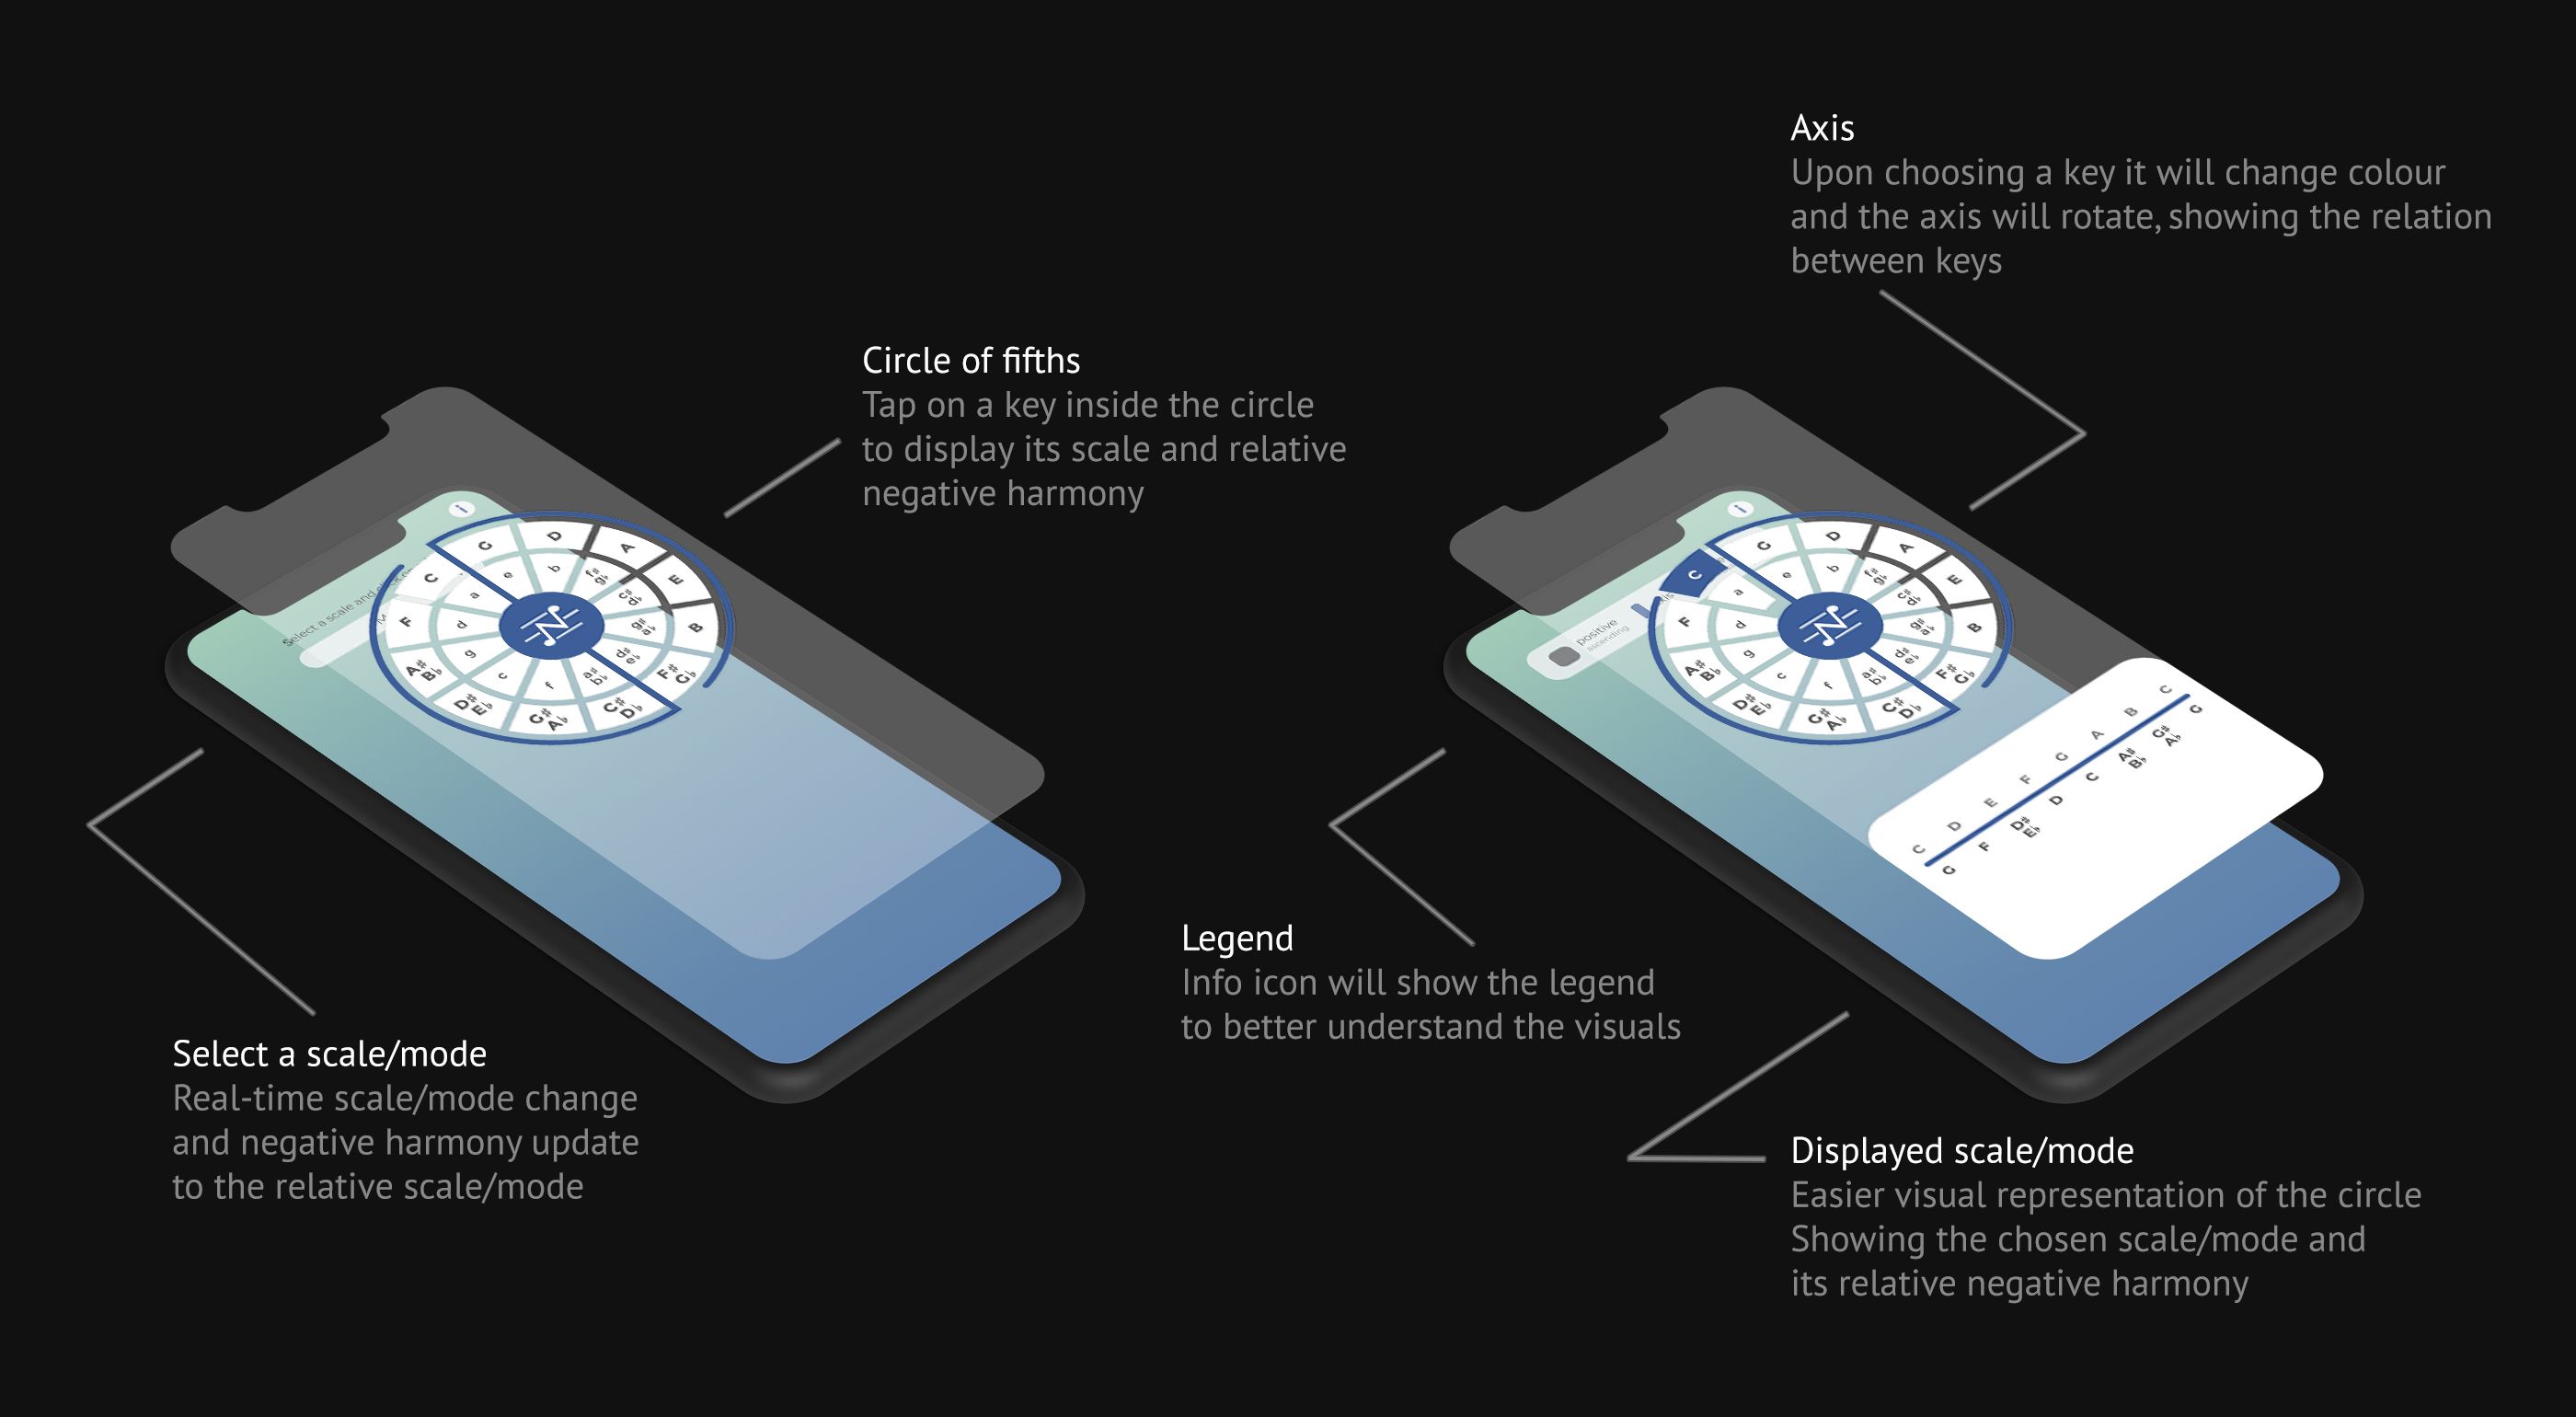 Axis
Upon choosing a key it will change colour
and the axis will rotate, showing the relation
between keys
Circle of fifths
Tap on a key inside the circle
to display its scale and relative
negative harmony
Select a scale and
C
G
D
A
E
B
F# G♭
C# D♭
G# A♭
D# E♭
A# B♭
F
a
e
b
f# g♭
c# d♭
g# a♭
d# e♭
a# b♭
f
c
g
d
i
Select a scale/mode
Real-time scale/mode change
and negative harmony update
to the relative scale/mode
i
positive
C
G
D
A
E
B
F# G♭
C# D♭
G# A♭
D# E♭
A# B♭
F
a
e
b
f# g♭
c# d♭
g# a♭
d# e♭
a# b♭
f
c
g
d
C D E F G A B C
G F D# E♭ D C A# B♭ G# A♭ G
Legend
Info icon will show the legend
to better understand the visuals
Displayed scale/mode
Easier visual representation of the circle
Showing the chosen scale/mode and
its relative negative harmony